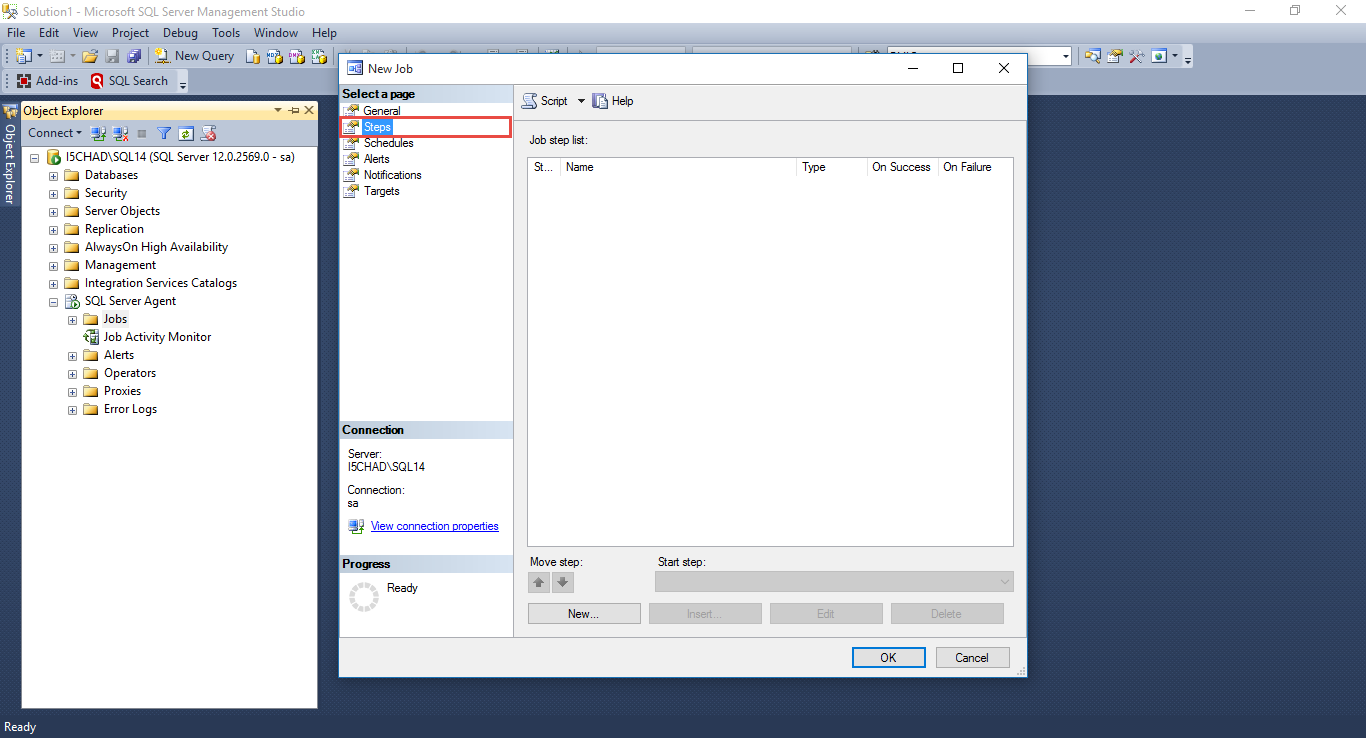 Solution1 - Microsoft SQL Server Management Studio
File Edit View Project Debug Tools Window Help
New Query
Add-ins SQL Search
Object Explorer
Object Explorer
Connect
I5CHAD\SQL14 (SQL Server 12.0.2569.0 - sa)
Databases
Security
Server Objects
Replication
AlwaysOn High Availability
Management
Integration Services Catalogs
SQL Server Agent
Jobs
Job Activity Monitor
Alerts
Operators
Proxies
Error Logs
New Job
Select a page
General
Steps
Schedules
Alerts
Notifications
Targets
Connection
Server:
I5CHAD\SQL14
Connection:
sa
View connection properties
Progress
Ready
Script Help
Job step list:
St... Name Type On Success On Failure
Move step: Start step:
New... Insert... Edit Delete
OK Cancel
Ready